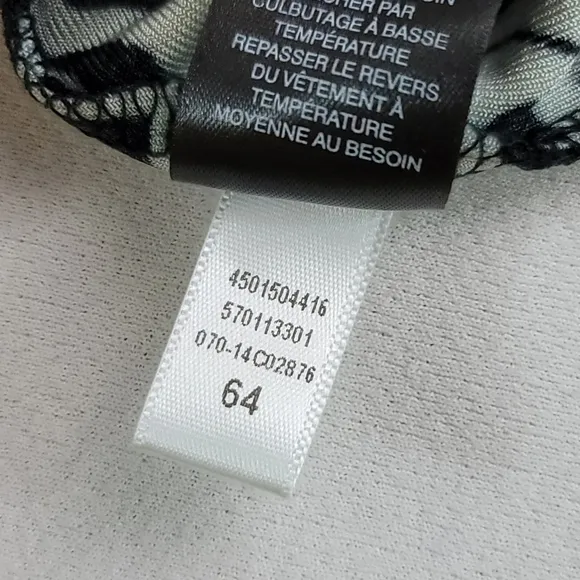 CULBUTAGE À BASSE
TEMPÉRATURE
REPASSER LE REVERS
DU VÊTEMENT À
TEMPÉRATURE
MOYENNE AU BESOIN
4501504416
570113301
070-14C02876
64